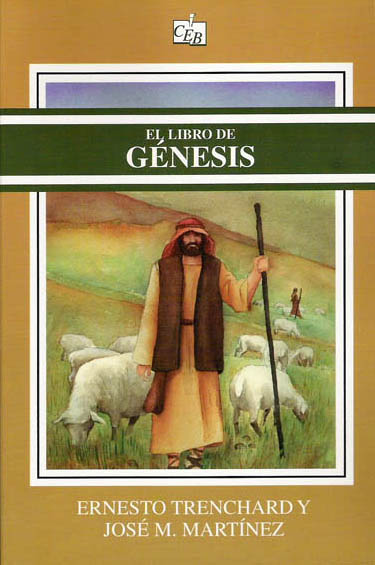 CEB
EL LIBRO DE
GÉNESIS
ERNESTO TRENCHARD Y
JOSÉ M. MARTÍNEZ